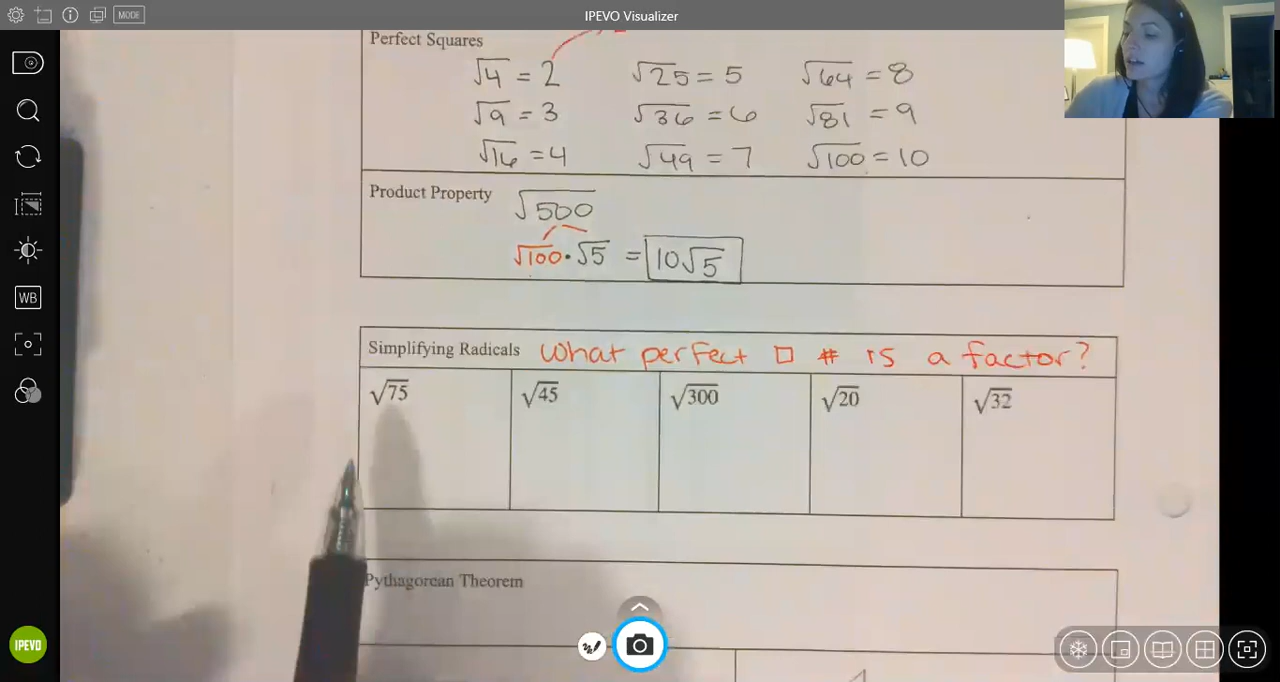 IPEVO Visualizer
MODE
WB
IPEVO
Perfect Squares
√4 = 2 √25 = 5 √64 = 8
√9 = 3 √36 = 6 √81 = 9
√16 = 4 √49 = 7 √100 = 10
Product Property
√500
√100 • √5 = 10√5
Simplifying Radicals What perfect □ # is a factor?
√75 √45 √300 √20 √32
Pythagorean Theorem